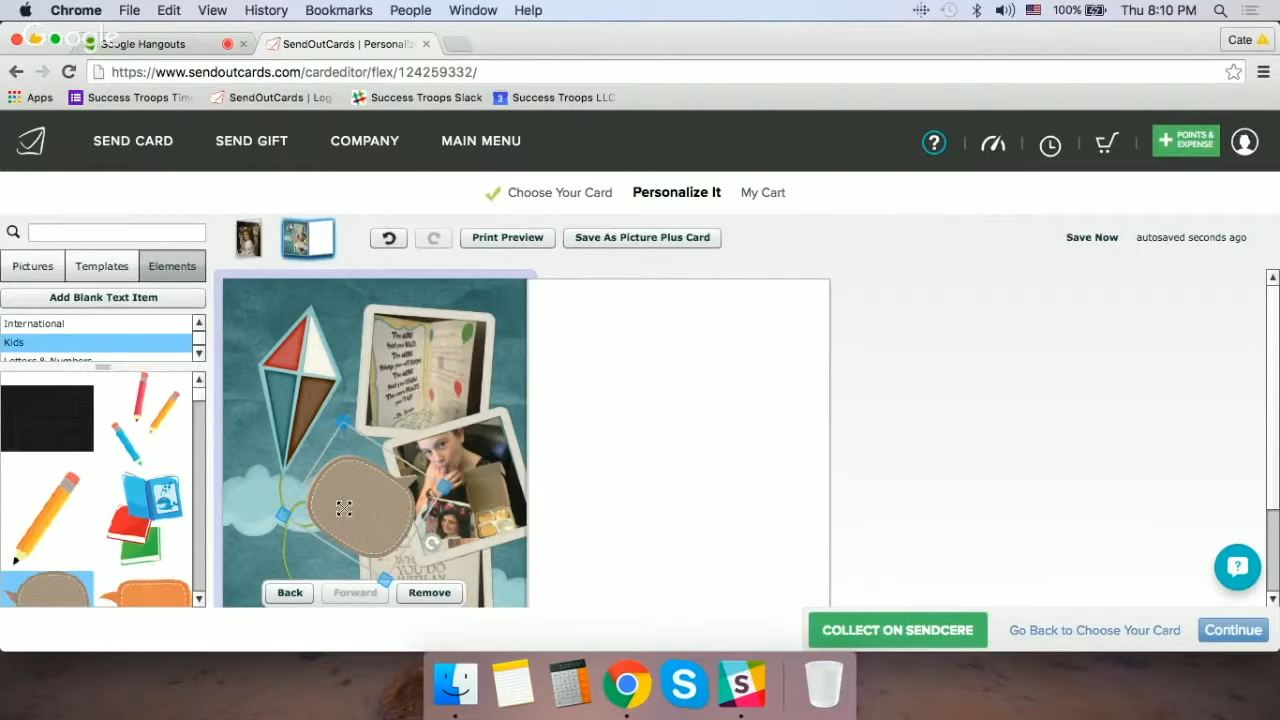 Chrome File Edit View History Bookmarks People Window Help 100% Thu 8:10 PM
Google
Google Hangouts
SendOutCards | Personaliz
Cate
https://www.sendoutcards.com/cardeditor/flex/124259332/
Apps Success Troops Tim SendOutCards | Log Success Troops Slack 3 Success Troops LLC
SEND CARD SEND GIFT COMPANY MAIN MENU
?
+ POINTS & EXPENSE
Choose Your Card Personalize It My Cart
Print Preview Save As Picture Plus Card Save Now autosaved seconds ago
Pictures Templates Elements
Add Blank Text Item
International
Kids
Letters & Numbers
Back Forward Remove
?
COLLECT ON SENDCERE Go Back to Choose Your Card Continue
S S